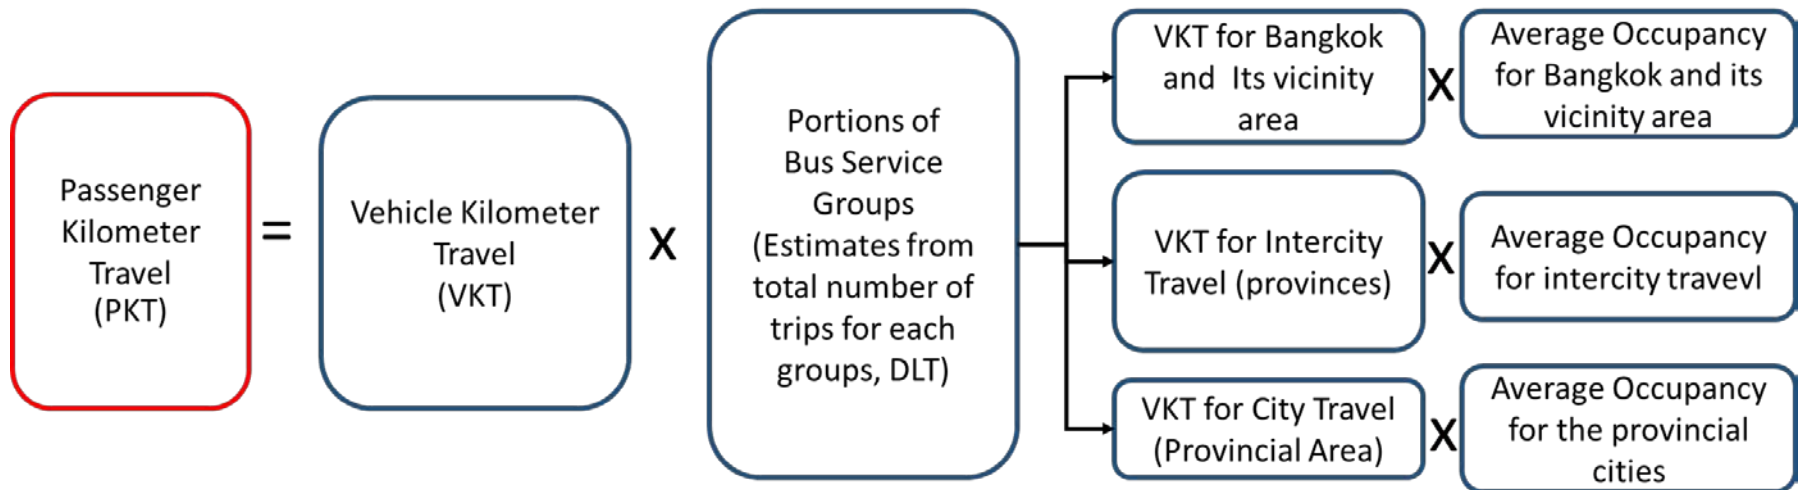 Passenger
Kilometer
Travel
(PKT)
=
Vehicle Kilometer
Travel
(VKT)
x
Portions of
Bus Service
Groups
(Estimates from
total number of
trips for each
groups, DLT)
VKT for Bangkok
and Its vicinity
area
x
Average Occupancy
for Bangkok and its
vicinity area
VKT for Intercity
Travel (provinces)
x
Average Occupancy
for intercity travevl
VKT for City Travel
(Provincial Area)
x
Average Occupancy
for the provincial
cities